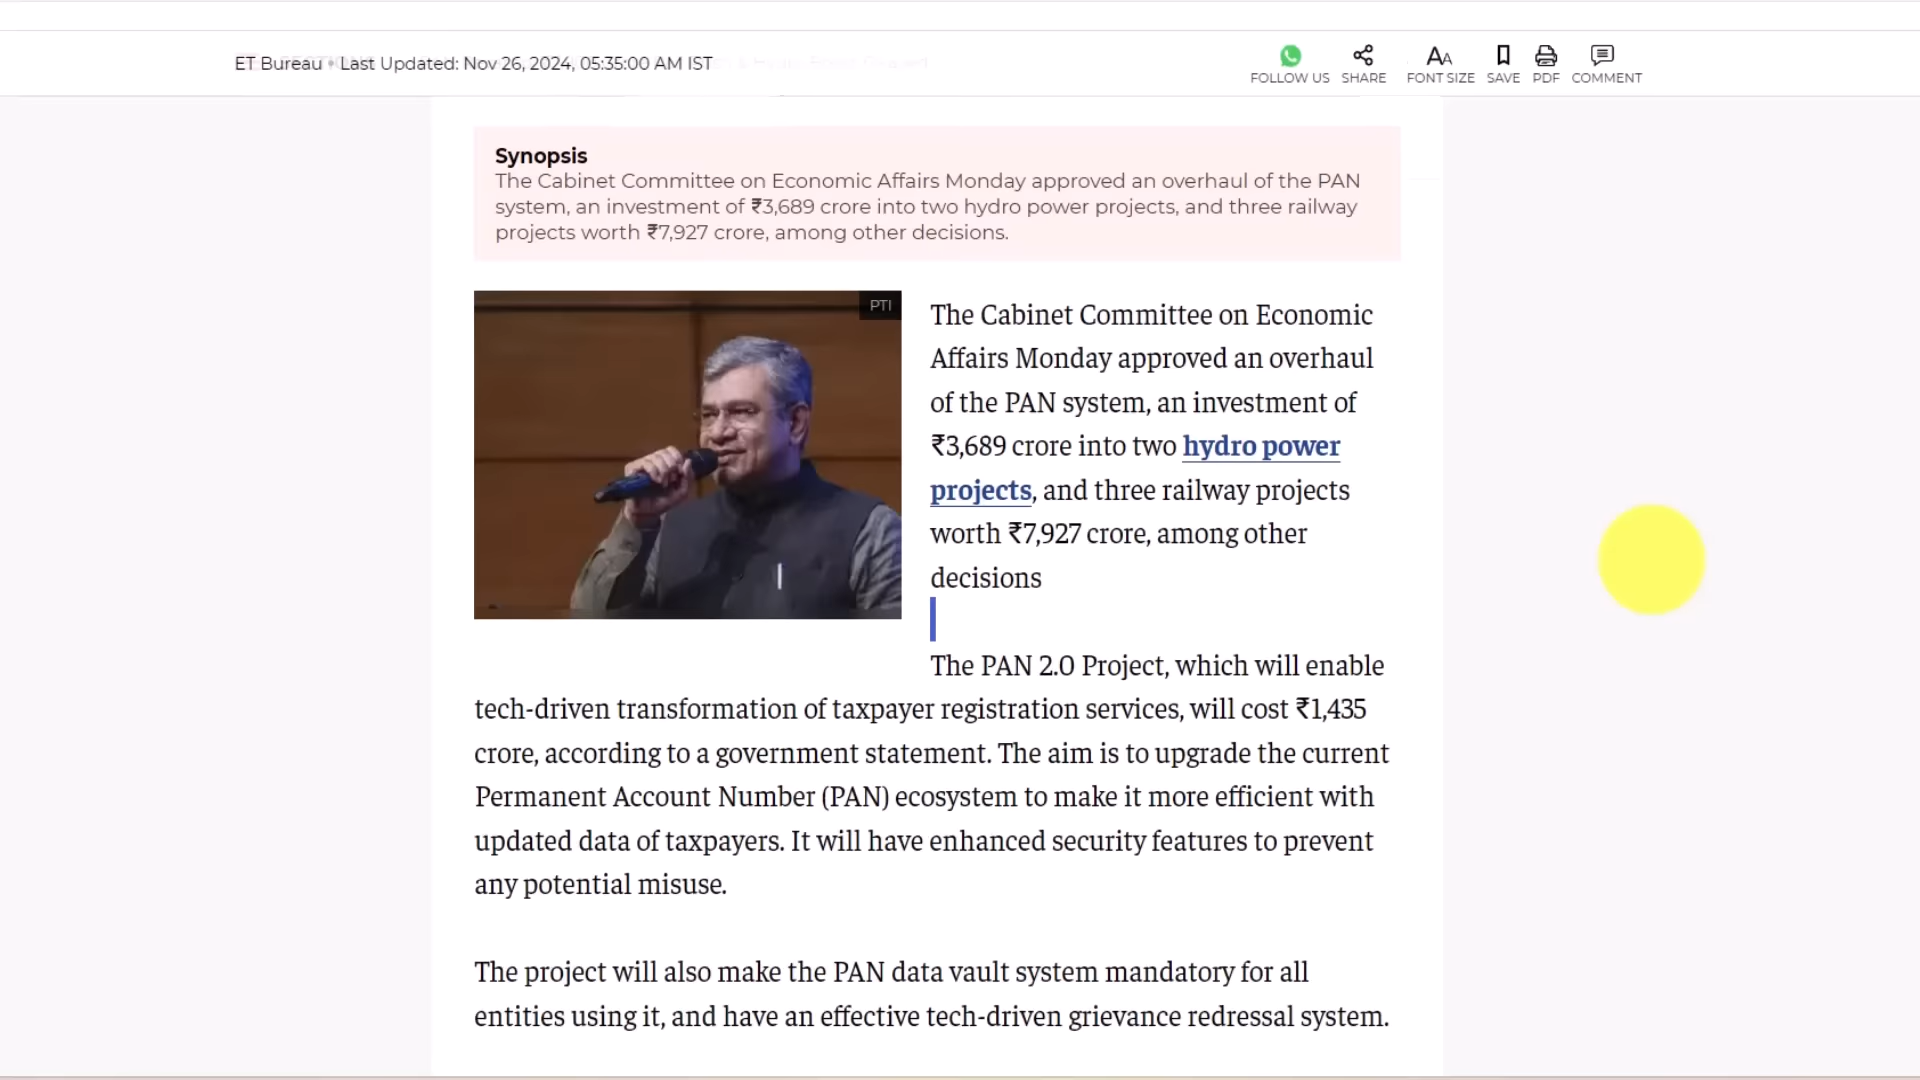 ET Bureau • Last Updated: Nov 26, 2024, 05:35:00 AM IST
FOLLOW US
SHARE
FONT SIZE
SAVE
PDF
COMMENT
Synopsis
The Cabinet Committee on Economic Affairs Monday approved an overhaul of the PAN
system, an investment of ₹3,689 crore into two hydro power projects, and three railway
projects worth ₹7,927 crore, among other decisions.
PTI
The Cabinet Committee on Economic
Affairs Monday approved an overhaul
of the PAN system, an investment of
₹3,689 crore into two hydro power
projects, and three railway projects
worth ₹7,927 crore, among other
decisions
The PAN 2.0 Project, which will enable
tech-driven transformation of taxpayer registration services, will cost ₹1,435
crore, according to a government statement. The aim is to upgrade the current
Permanent Account Number (PAN) ecosystem to make it more efficient with
updated data of taxpayers. It will have enhanced security features to prevent
any potential misuse.
The project will also make the PAN data vault system mandatory for all
entities using it, and have an effective tech-driven grievance redressal system.